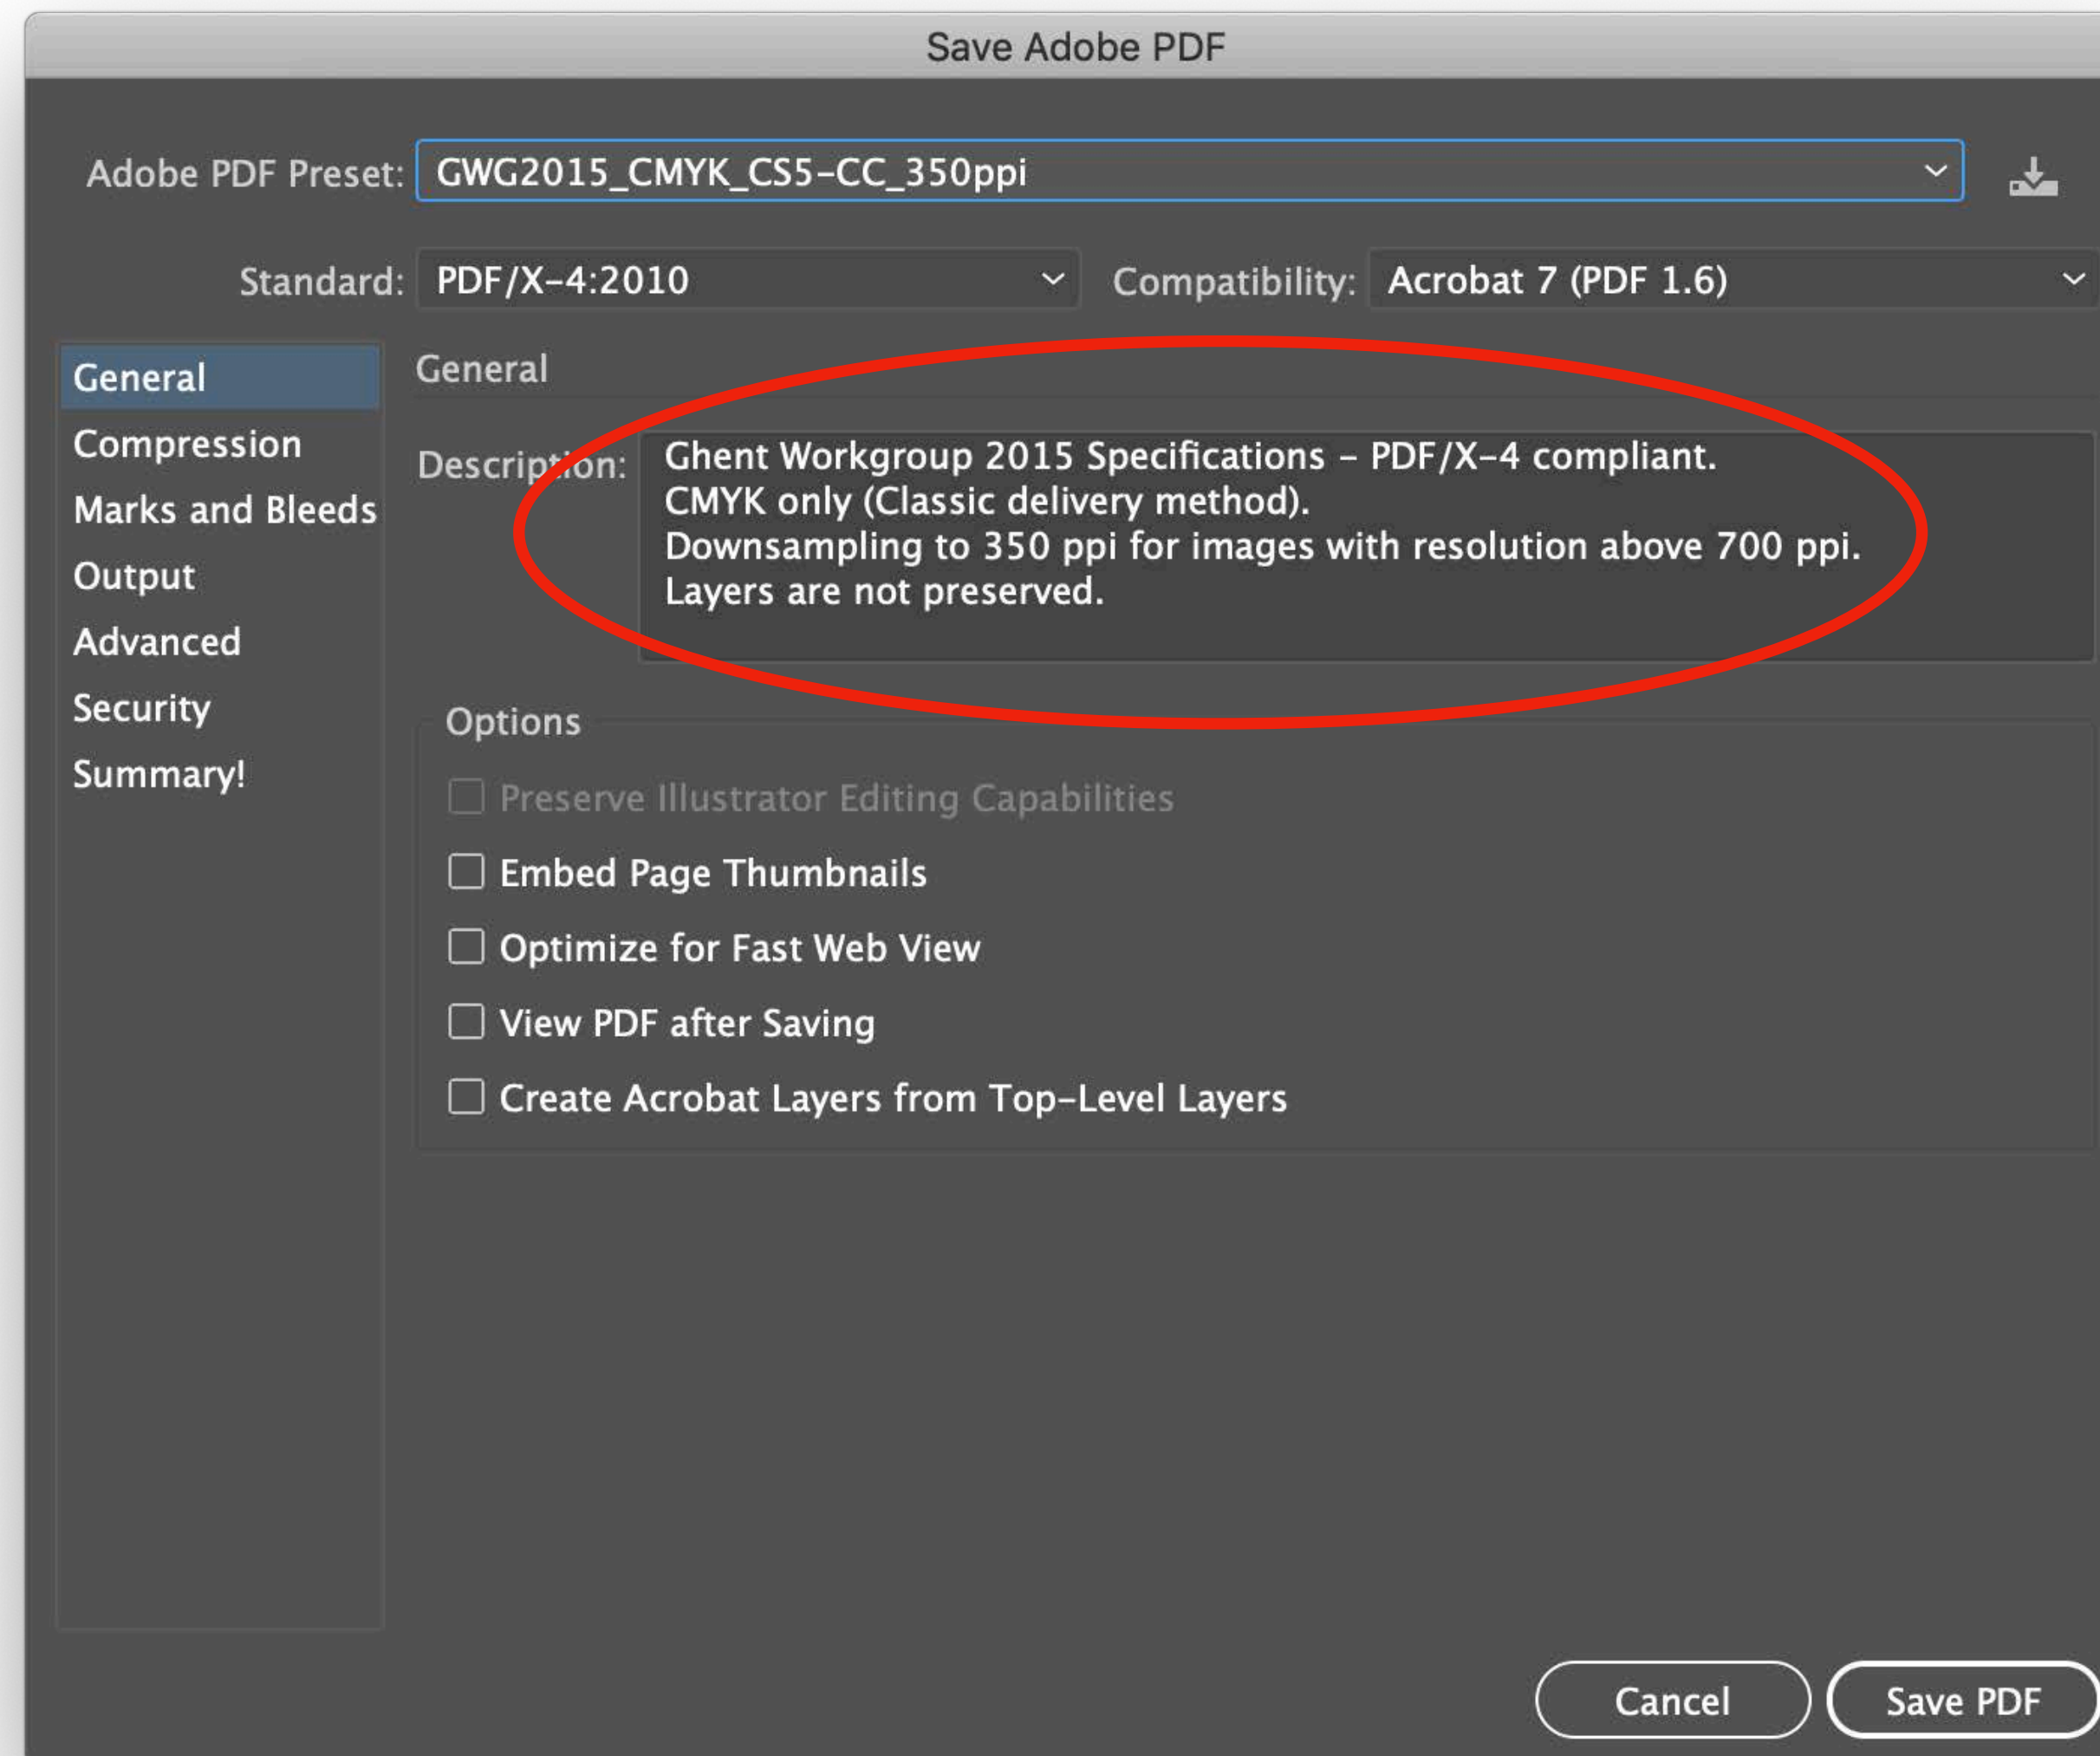 Save Adobe PDF
Adobe PDF Preset: GWG2015_CMYK_CS5-CC_350ppi
Standard: PDF/X-4:2010 Compatibility: Acrobat 7 (PDF 1.6)
General
Compression
Marks and Bleeds
Output
Advanced
Security
Summary!
General
Description: Ghent Workgroup 2015 Specifications – PDF/X-4 compliant.
CMYK only (Classic delivery method).
Downsampling to 350 ppi for images with resolution above 700 ppi.
Layers are not preserved.
Options
Preserve Illustrator Editing Capabilities
Embed Page Thumbnails
Optimize for Fast Web View
View PDF after Saving
Create Acrobat Layers from Top-Level Layers
Cancel Save PDF